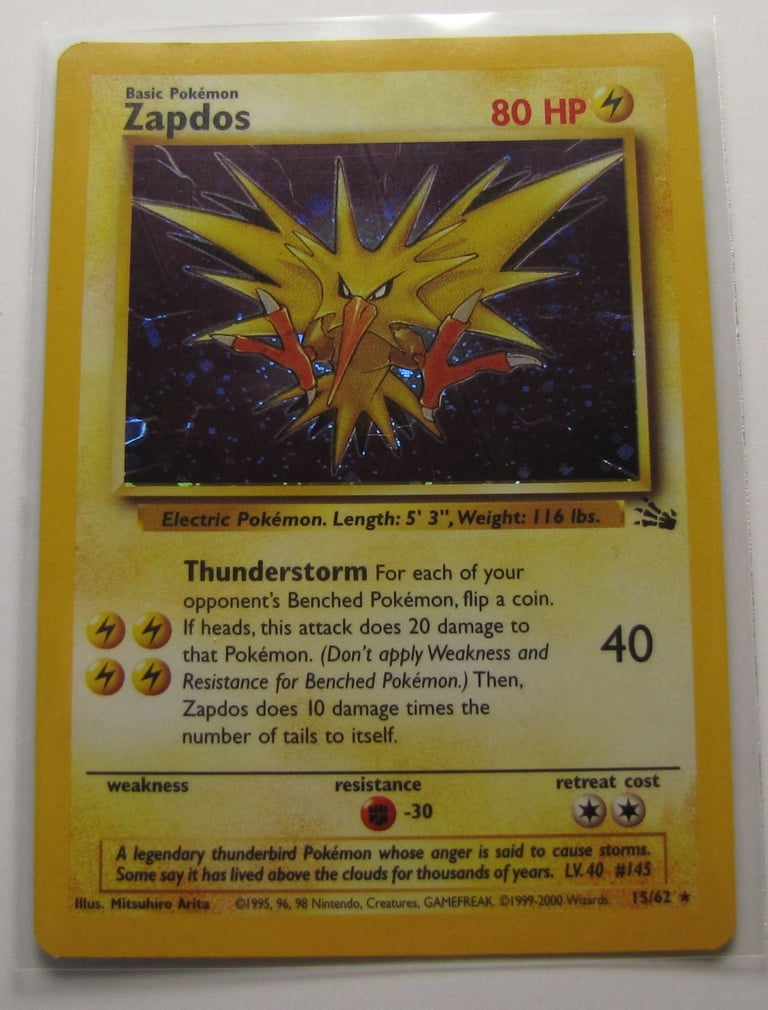 Basic Pokémon
Zapdos
80 HP
Electric Pokémon. Length: 5' 3", Weight: 116 lbs.
Thunderstorm For each of your
opponent's Benched Pokémon, flip a coin.
If heads, this attack does 20 damage to
that Pokémon. (Don't apply Weakness and
Resistance for Benched Pokémon.) Then,
Zapdos does 10 damage times the
number of tails to itself.
40
weakness
resistance
retreat cost
-30
A legendary thunderbird Pokémon whose anger is said to cause storms.
Some say it has lived above the clouds for thousands of years. LV. 40 #145
Illus. Mitsuhiro Arita ©1995, 96, 98 Nintendo, Creatures, GAMEFREAK. ©1999-2000 Wizards. 15/62 ★